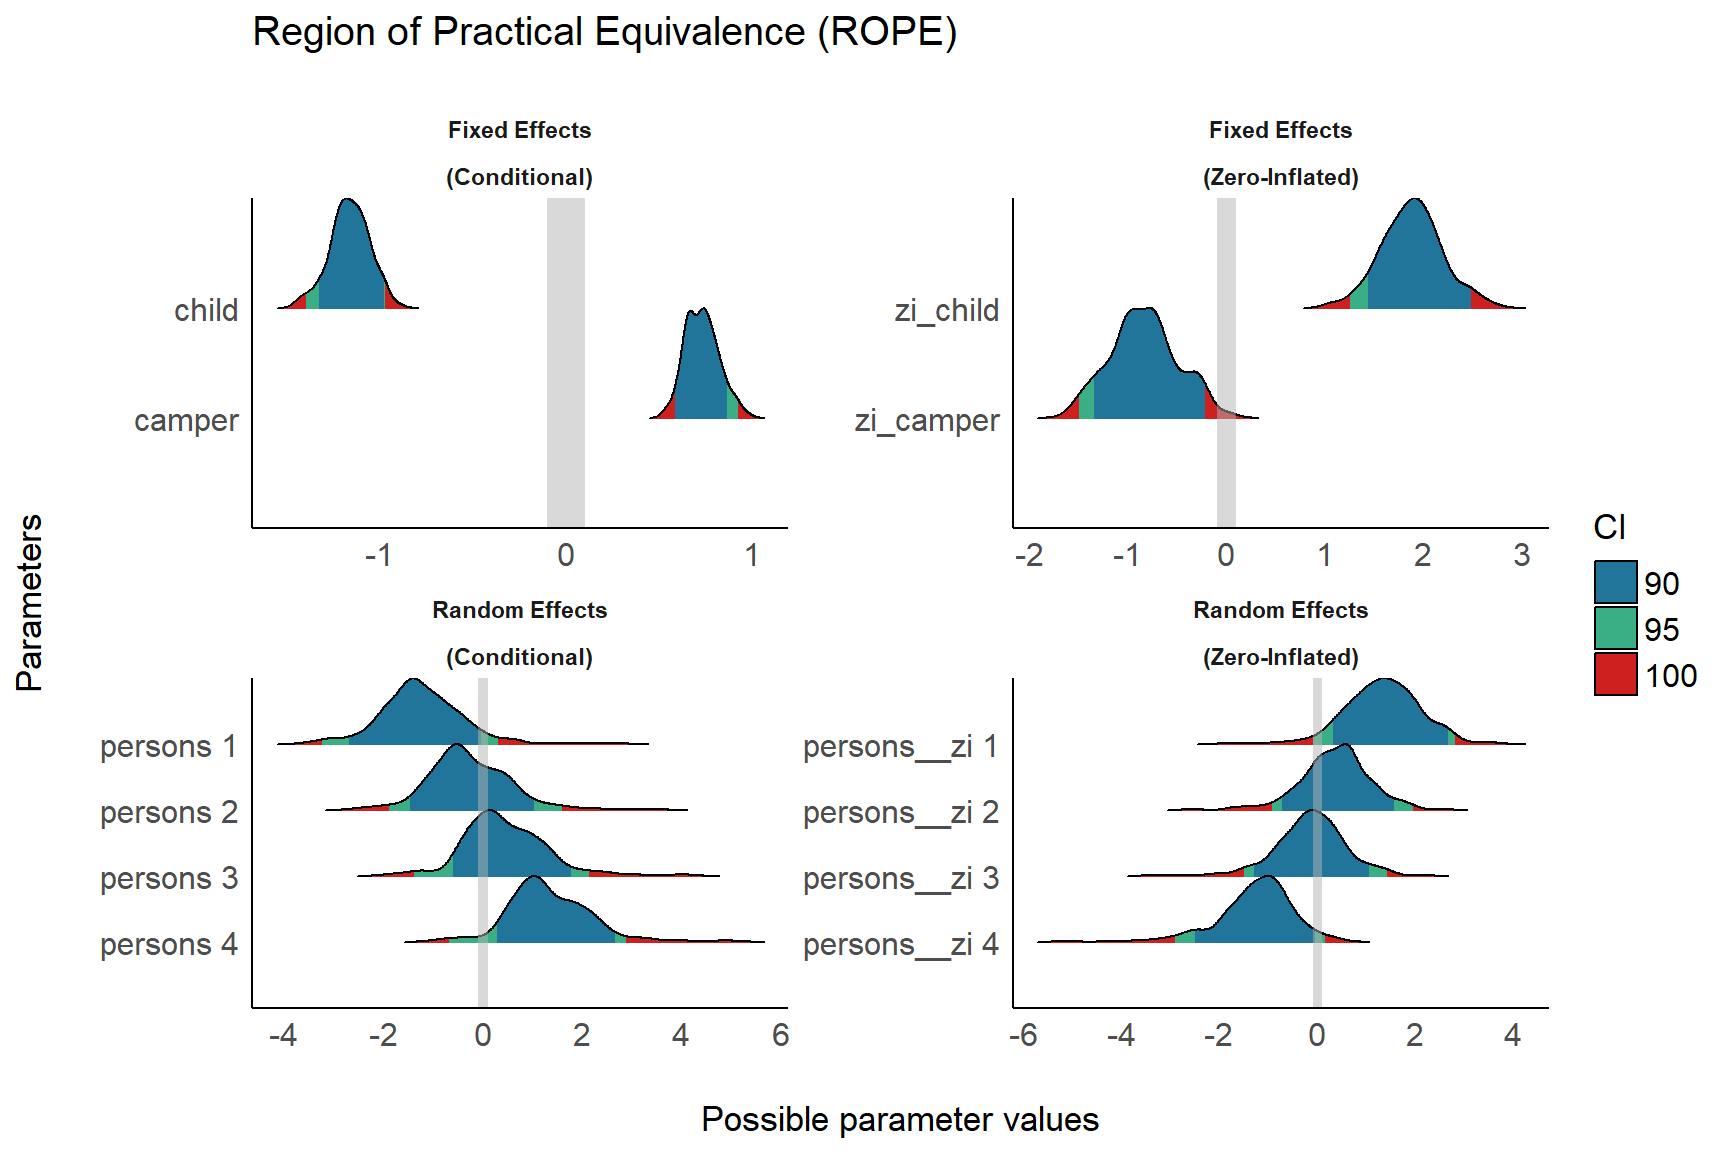 Region of Practical Equivalence (ROPE)
Fixed Effects
(Conditional)
child
camper
-1 0 1
Fixed Effects
(Zero-Inflated)
zi_child
zi_camper
-2 -1 0 1 2 3
Random Effects
(Conditional)
persons 1
persons 2
persons 3
persons 4
-4 -2 0 2 4 6
Random Effects
(Zero-Inflated)
persons__zi 1
persons__zi 2
persons__zi 3
persons__zi 4
-6 -4 -2 0 2 4
Parameters
Possible parameter values
CI
90
95
100